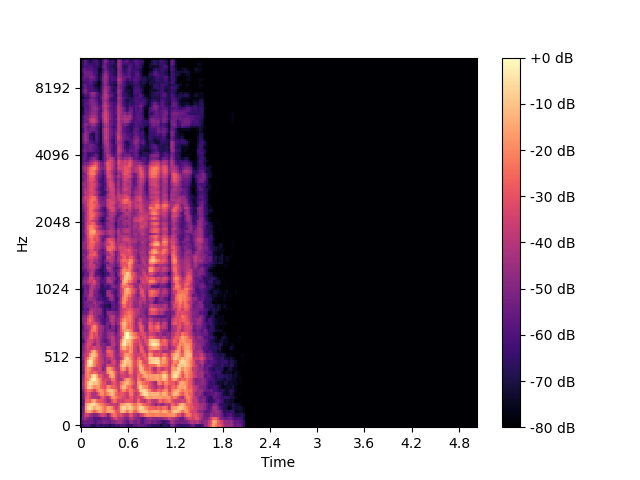 +0 dB
8192
-10 dB
4096
-20 dB
-30 dB
2048
Hz
-40 dB
1024
-50 dB
-60 dB
512
-70 dB
0
-80 dB
0 0.6 1.2 1.8 2.4 3 3.6 4.2 4.8
Time